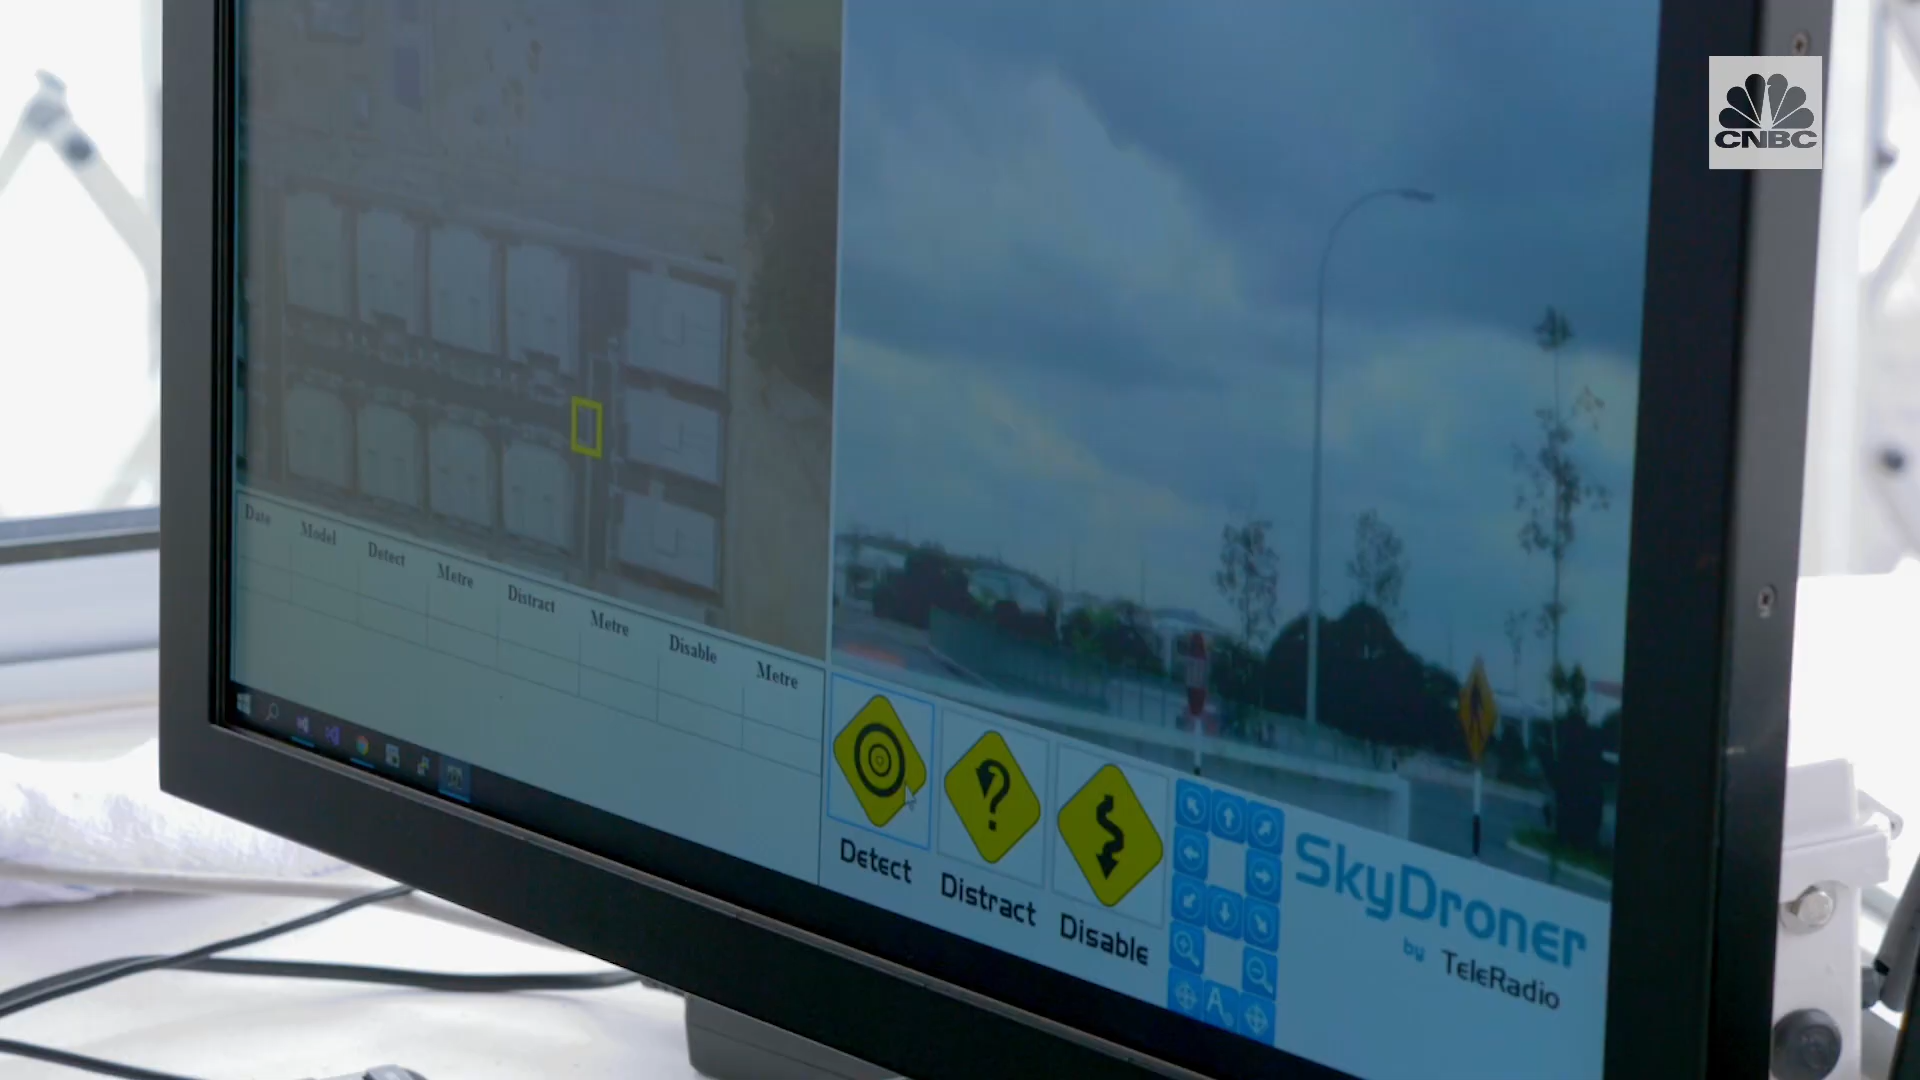 CNBC
Date Model Detect Metre Distract Metre Disable Metre
Detect Distract Disable
SkyDroner
by TeleRadio